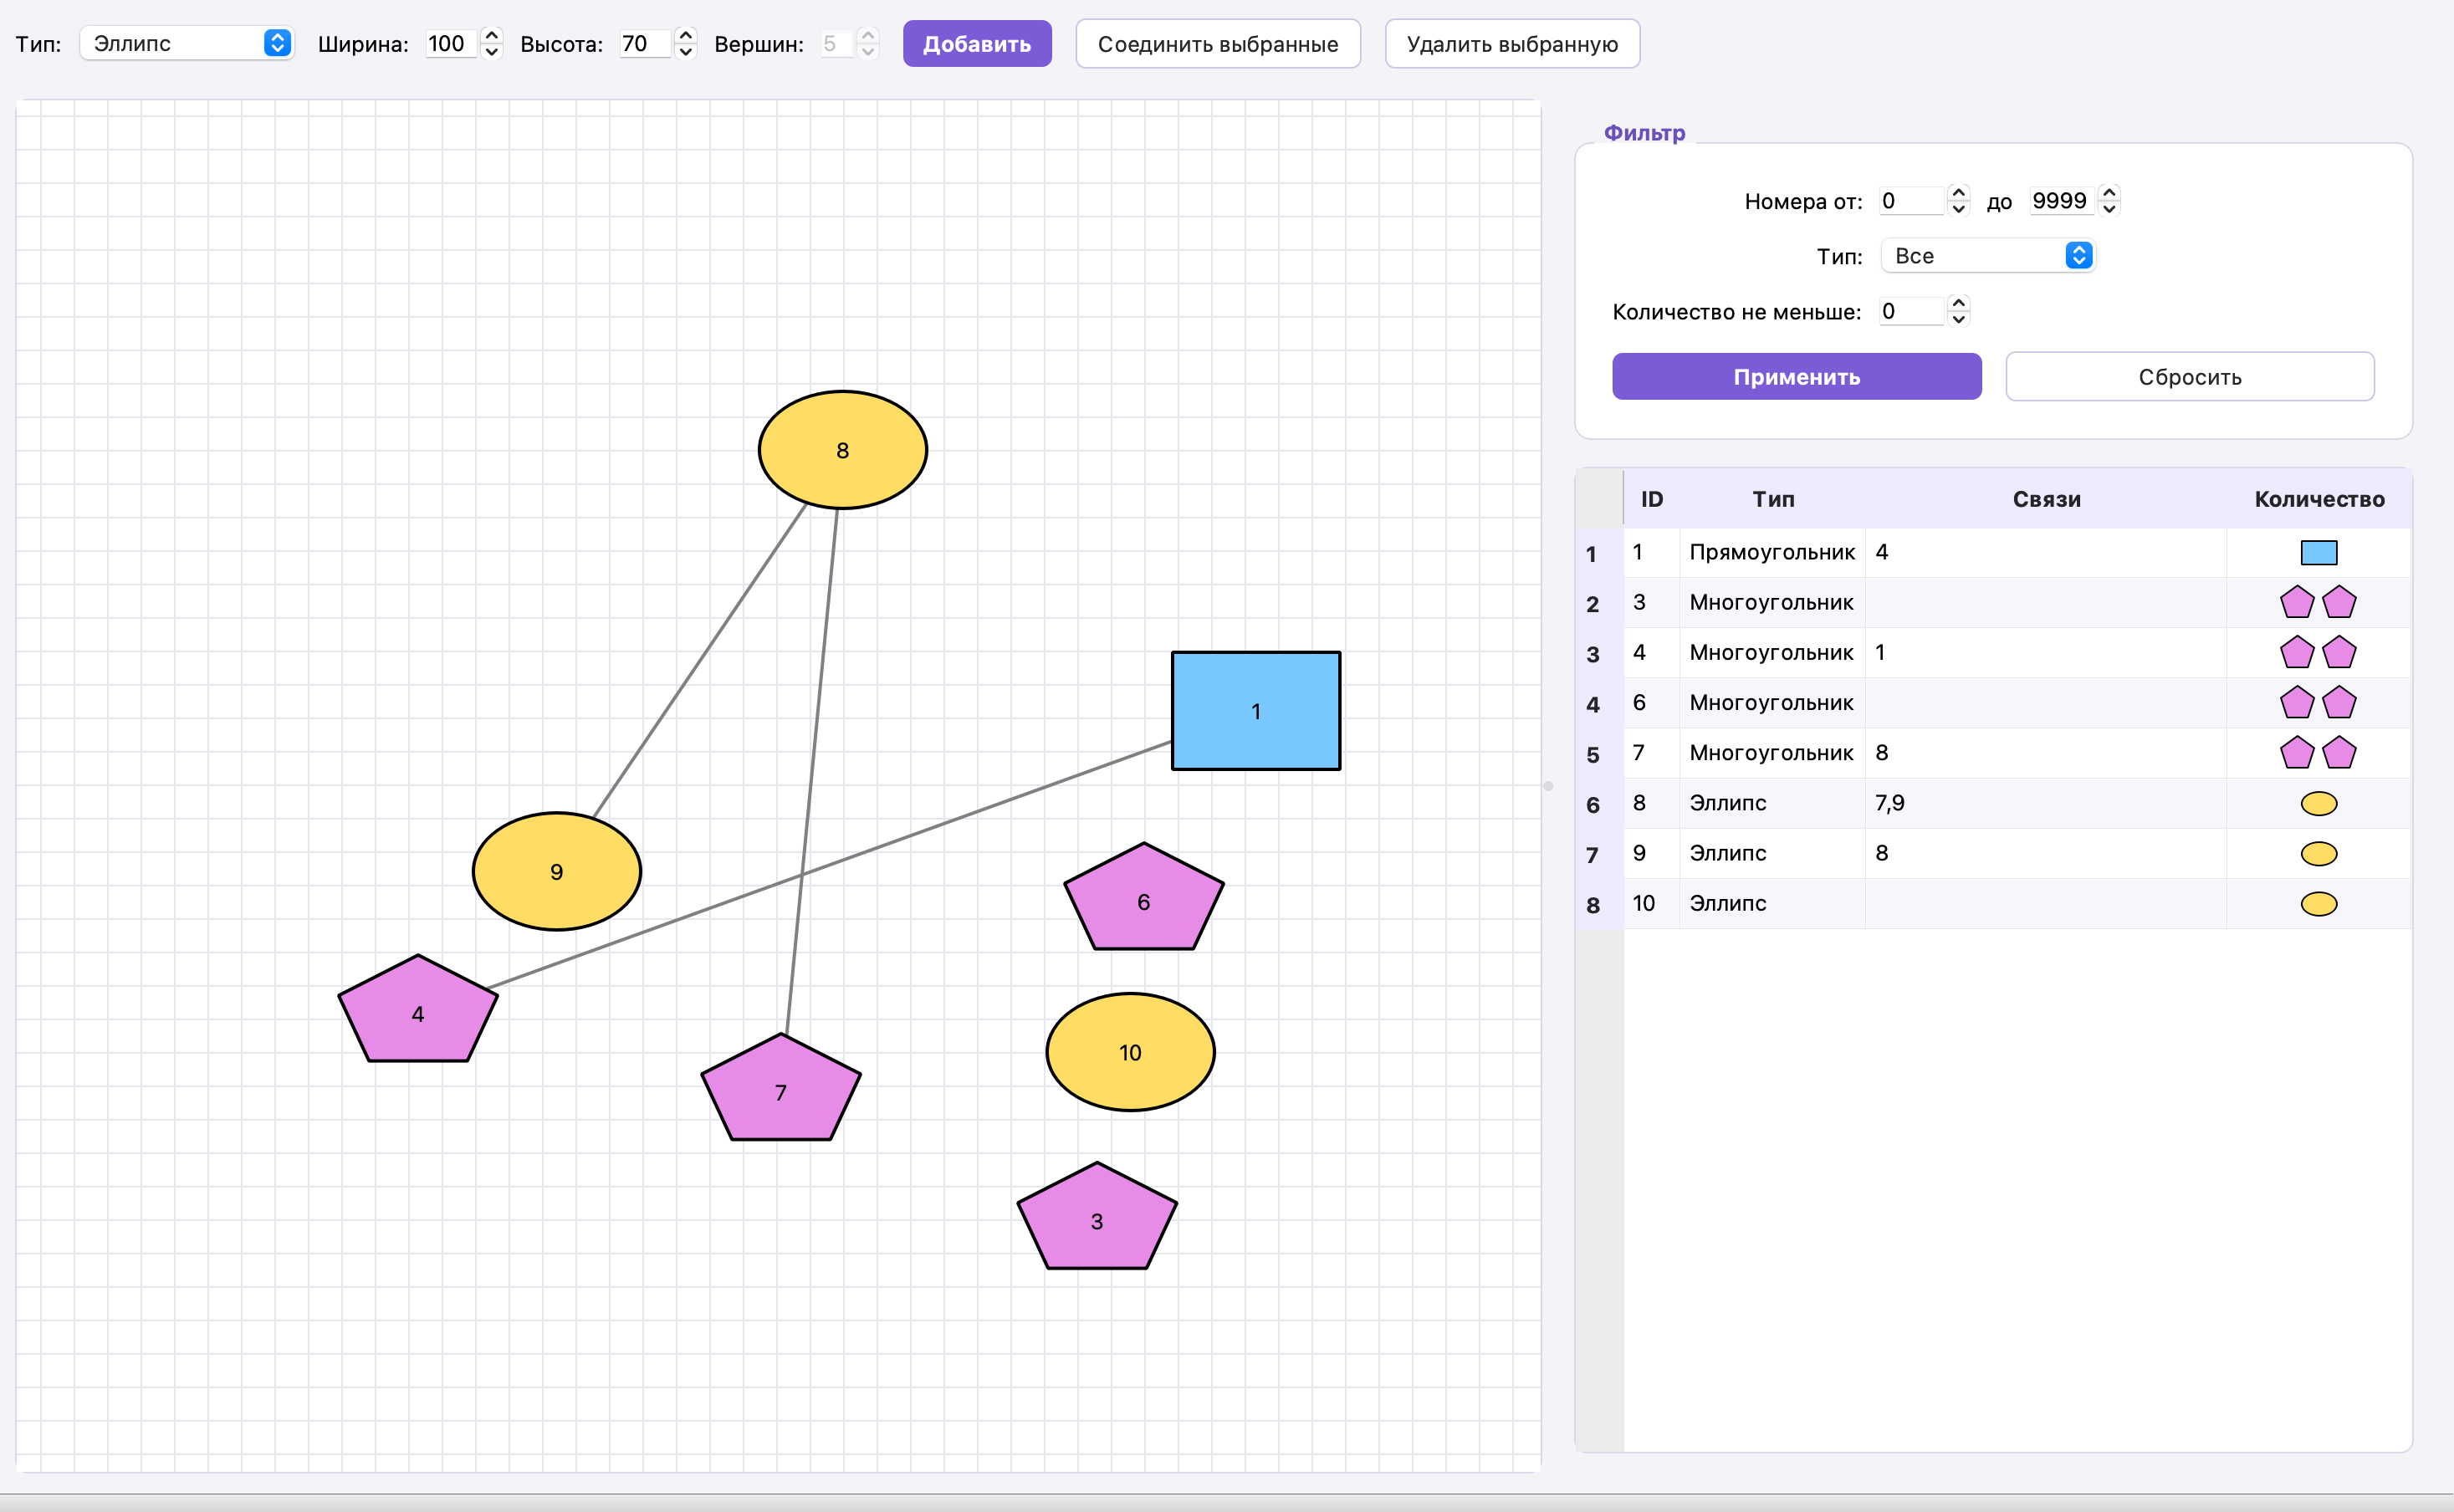 Тип: Эллипс Ширина: 100 Высота: 70 Вершин: 5 Добавить Соединить выбранные Удалить выбранную
8
1
9
6
4
10
7
3
Фильтр
Номера от: 0 до 9999
Тип: Все
Количество не меньше: 0
Применить Сбросить
ID Тип Связи Количество
1 1 Прямоугольник 4
2 3 Многоугольник
3 4 Многоугольник 1
4 6 Многоугольник
5 7 Многоугольник 8
6 8 Эллипс 7,9
7 9 Эллипс 8
8 10 Эллипс